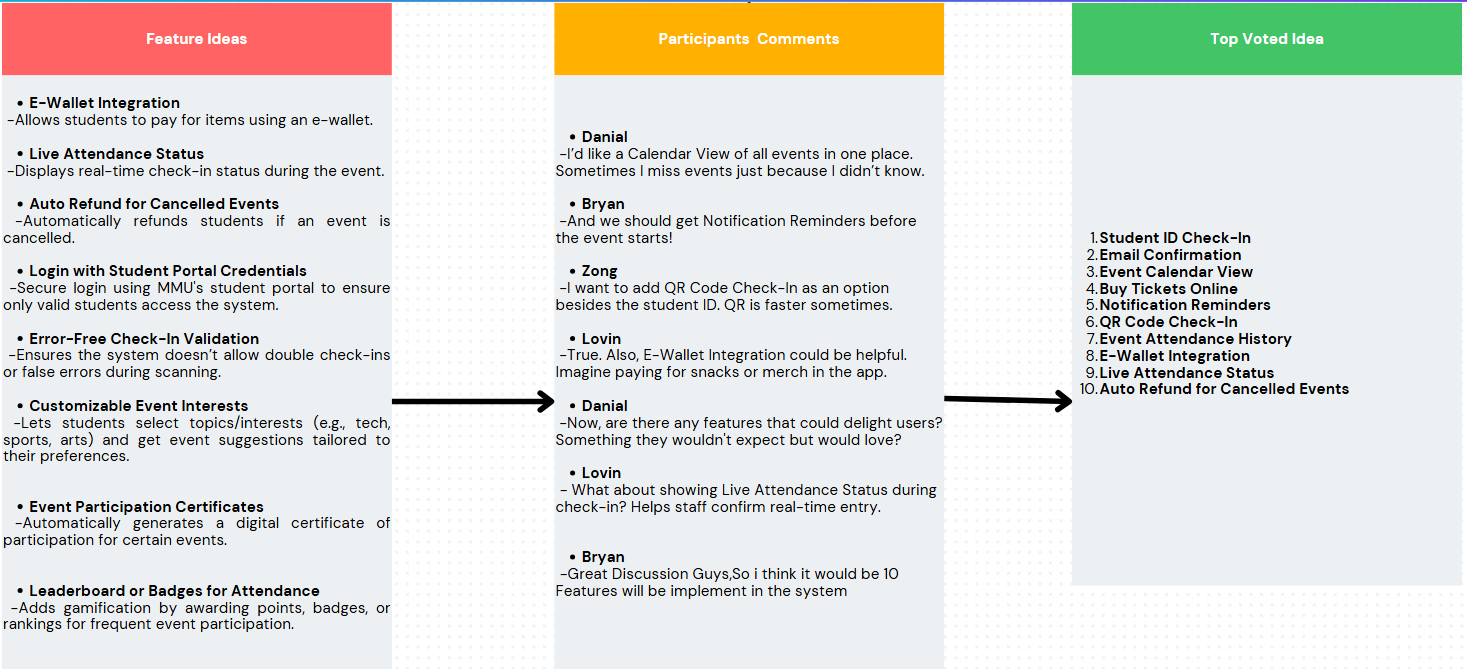 Feature Ideas
• E-Wallet Integration
-Allows students to pay for items using an e-wallet.
• Live Attendance Status
-Displays real-time check-in status during the event.
• Auto Refund for Cancelled Events
-Automatically refunds students if an event is
cancelled.
• Login with Student Portal Credentials
-Secure login using MMU's student portal to ensure
only valid students access the system.
• Error-Free Check-In Validation
-Ensures the system doesn't allow double check-ins
or false errors during scanning.
• Customizable Event Interests
-Lets students select topics/interests (e.g., tech,
sports, arts) and get event suggestions tailored to
their preferences.
• Event Participation Certificates
-Automatically generates a digital certificate of
participation for certain events.
• Leaderboard or Badges for Attendance
-Adds gamification by awarding points, badges, or
rankings for frequent event participation.
Participants Comments
• Danial
-I'd like a Calendar View of all events in one place.
Sometimes I miss events just because I didn't know.
• Bryan
-And we should get Notification Reminders before
the event starts!
• Zong
-I want to add QR Code Check-In as an option
besides the student ID. QR is faster sometimes.
• Lovin
-True. Also, E-Wallet Integration could be helpful.
Imagine paying for snacks or merch in the app.
• Danial
-Now, are there any features that could delight users?
Something they wouldn't expect but would love?
• Lovin
- What about showing Live Attendance Status during
check-in? Helps staff confirm real-time entry.
• Bryan
-Great Discussion Guys,So i think it would be 10
Features will be implement in the system
Top Voted Idea
1. Student ID Check-In
2. Email Confirmation
3. Event Calendar View
4. Buy Tickets Online
5. Notification Reminders
6. QR Code Check-In
7. Event Attendance History
8. E-Wallet Integration
9. Live Attendance Status
10. Auto Refund for Cancelled Events